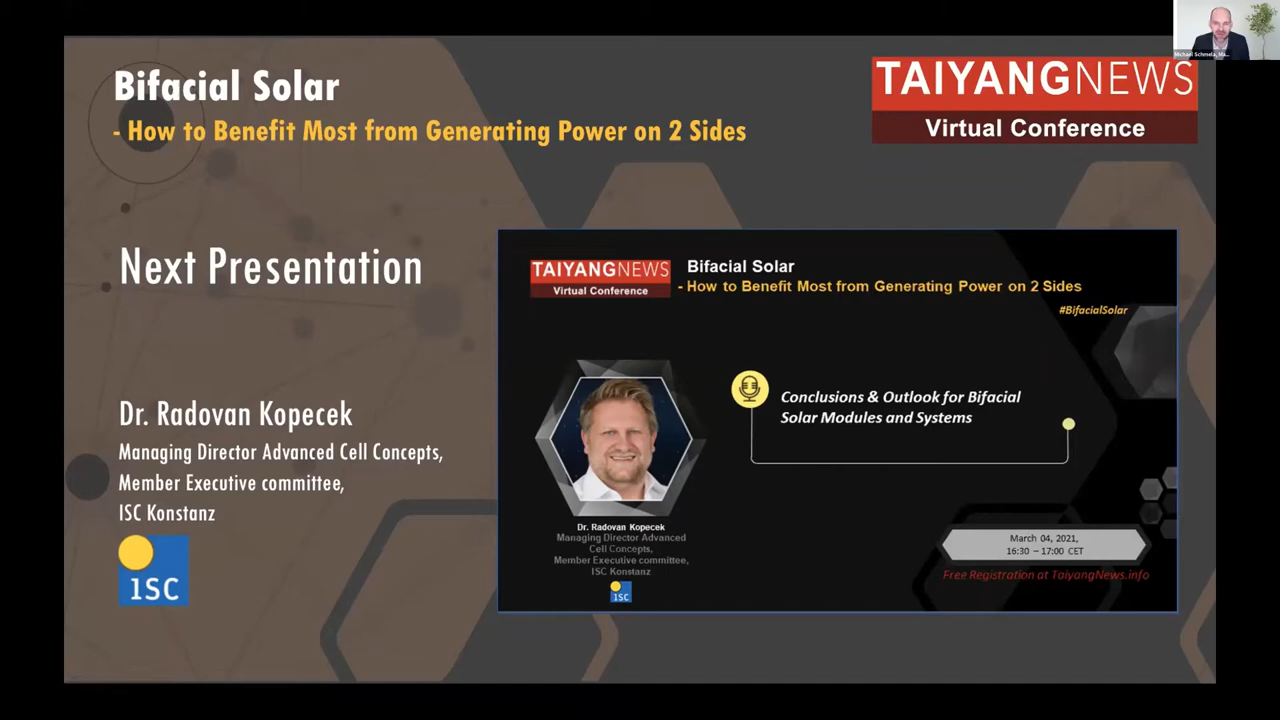 Michael Schmela, Ma...
Bifacial Solar
- How to Benefit Most from Generating Power on 2 Sides
TAIYANGNEWS
Virtual Conference
Next Presentation
Dr. Radovan Kopecek
Managing Director Advanced Cell Concepts,
Member Executive committee,
ISC Konstanz
ISC
TAIYANGNEWS
Virtual Conference
Bifacial Solar
- How to Benefit Most from Generating Power on 2 Sides
#BifacialSolar
Conclusions & Outlook for Bifacial
Solar Modules and Systems
Dr. Radovan Kopecek
Managing Director Advanced
Cell Concepts,
Member Executive committee,
ISC Konstanz
ISC
March 04, 2021,
16:30 – 17:00 CET
Free Registration at TaiyangNews.info